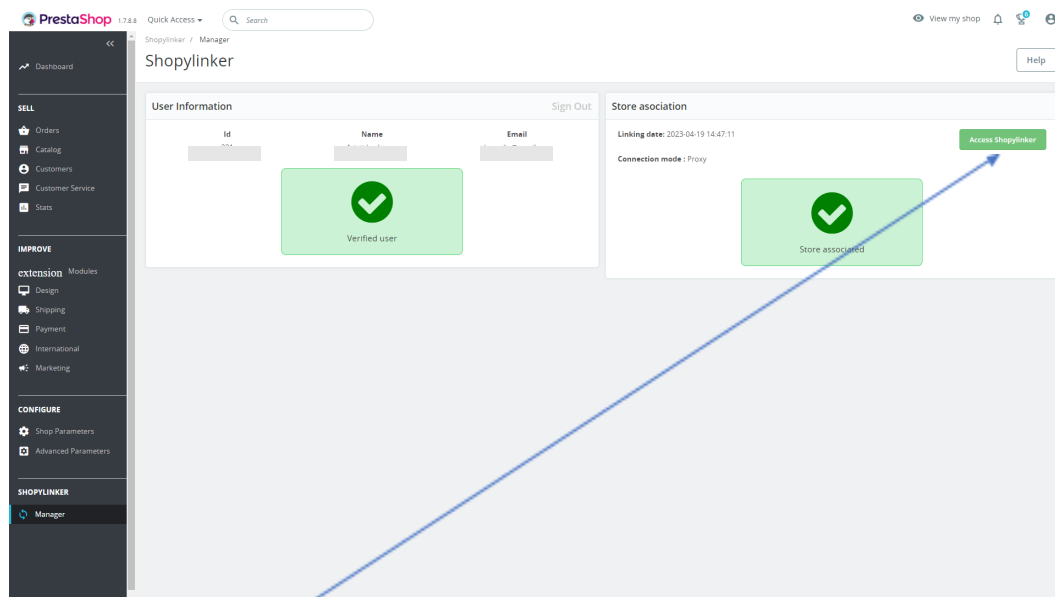 PrestaShop 1.7.8.8 Quick Access Search View my shop 6
Shopylinker / Manager
Shopylinker
Help
Dashboard
SELL
Orders
Catalog
Customers
Customer Service
Stats
IMPROVE
extension Modules
Design
Shipping
Payment
International
Marketing
CONFIGURE
Shop Parameters
Advanced Parameters
SHOPYLINKER
Manager
User Information Sign Out
Id Name Email
Verified user
Store asociation
Linking date: 2023-04-19 14:47:11
Access Shopylinker
Connection mode : Proxy
Store associated